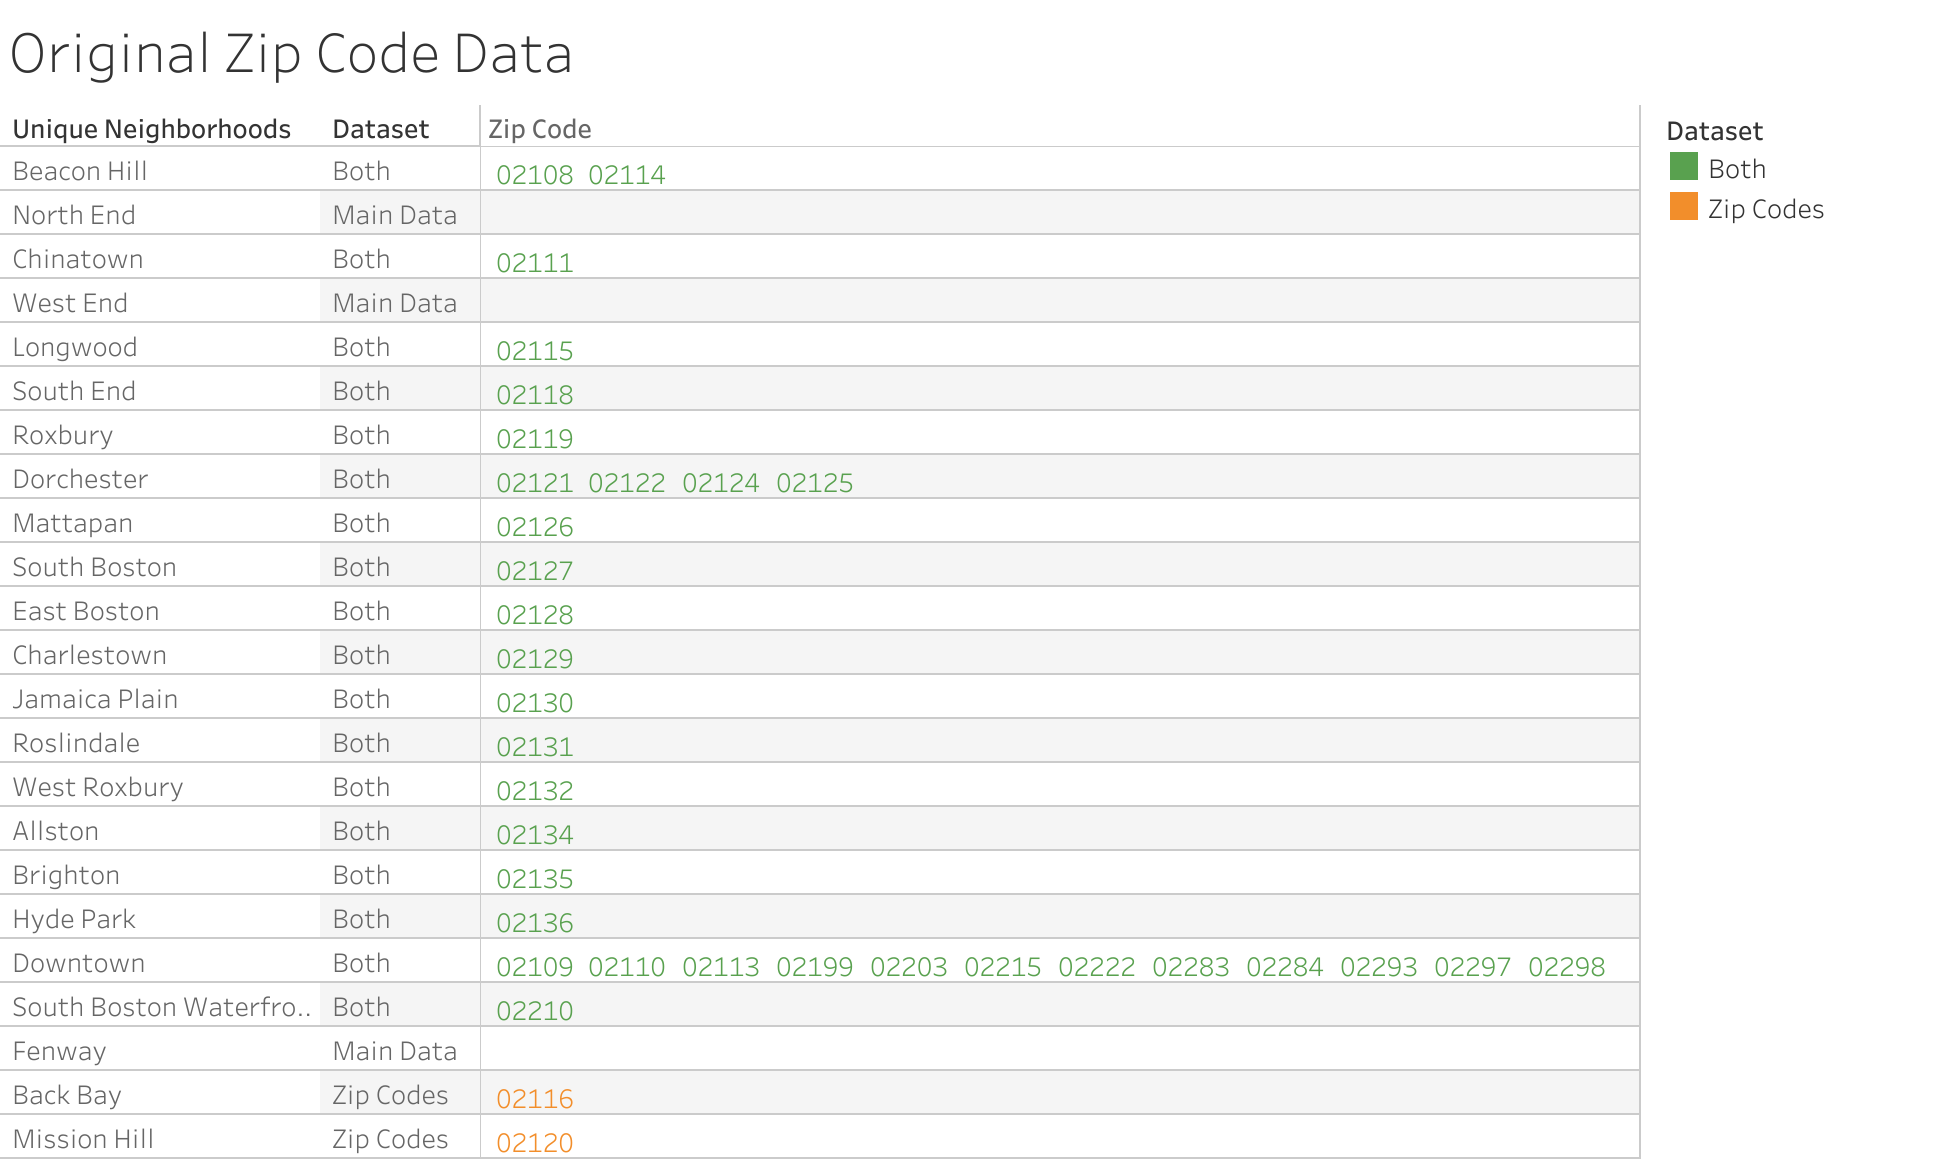 Original Zip Code Data
Unique Neighborhoods Dataset Zip Code
Beacon Hill Both 02108 02114
North End Main Data
Chinatown Both 02111
West End Main Data
Longwood Both 02115
South End Both 02118
Roxbury Both 02119
Dorchester Both 02121 02122 02124 02125
Mattapan Both 02126
South Boston Both 02127
East Boston Both 02128
Charlestown Both 02129
Jamaica Plain Both 02130
Roslindale Both 02131
West Roxbury Both 02132
Allston Both 02134
Brighton Both 02135
Hyde Park Both 02136
Downtown Both 02109 02110 02113 02199 02203 02215 02222 02283 02284 02293 02297 02298
South Boston Waterfro.. Both 02210
Fenway Main Data
Back Bay Zip Codes 02116
Mission Hill Zip Codes 02120
Dataset
Both
Zip Codes